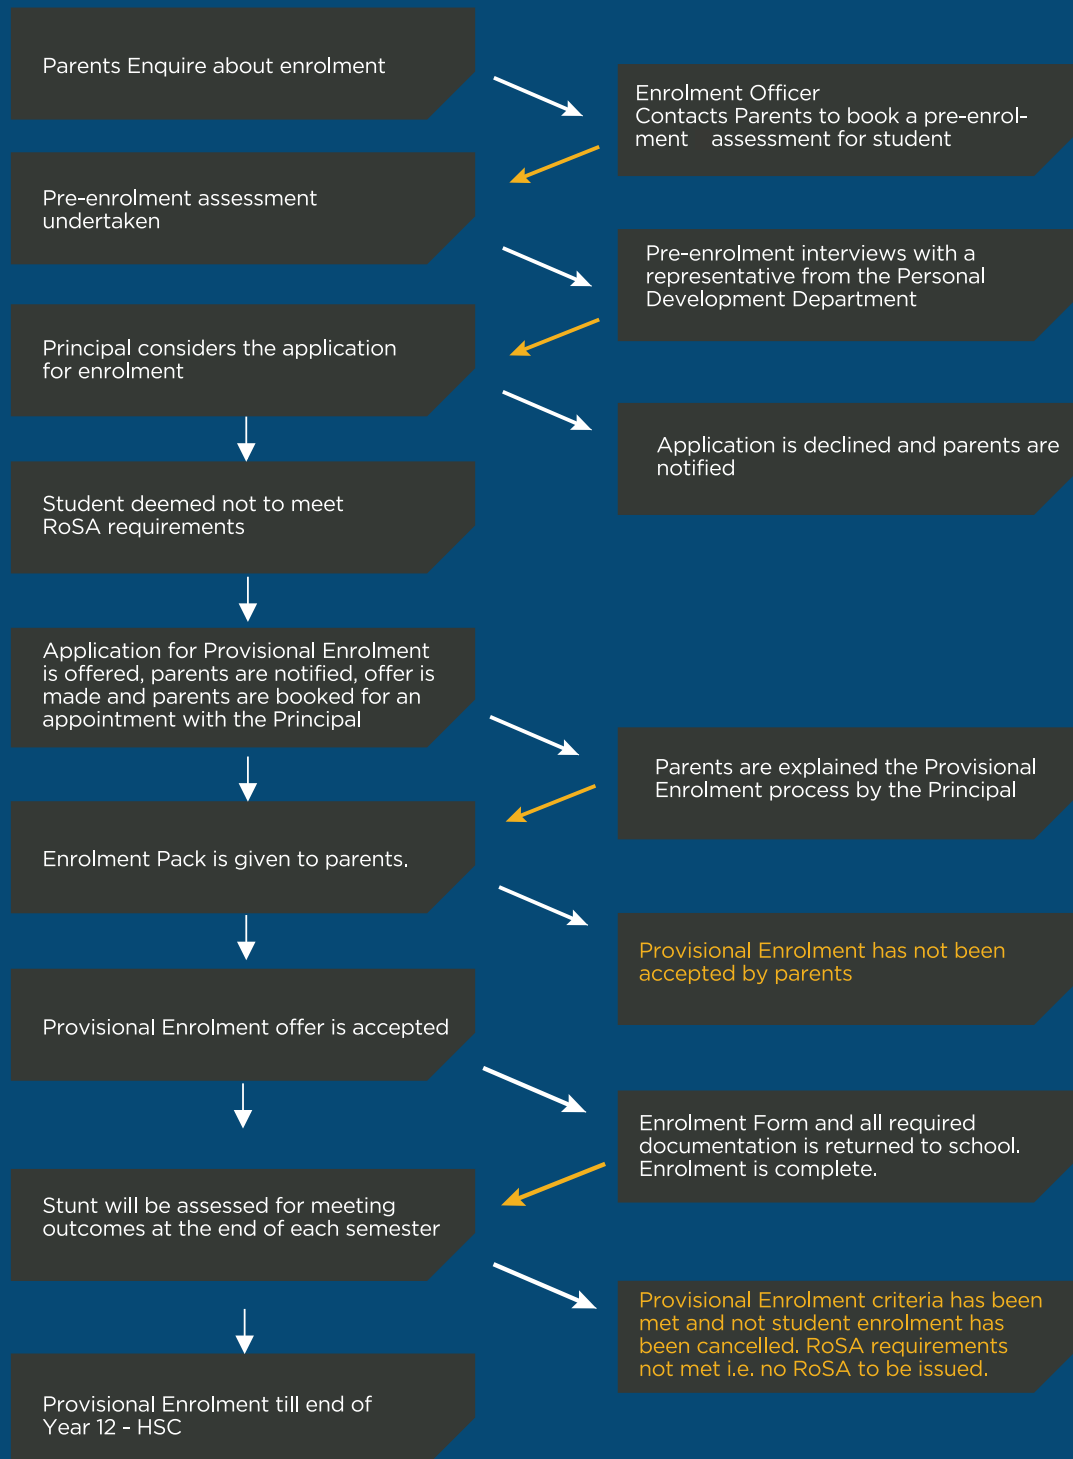 Parents Enquire about enrolment
Enrolment Officer
Contacts Parents to book a pre-enrol-
ment assessment for student
Pre-enrolment assessment
undertaken
Pre-enrolment interviews with a
representative from the Personal
Development Department
Principal considers the application
for enrolment
Application is declined and parents are
notified
Student deemed not to meet
RoSA requirements
Application for Provisional Enrolment
is offered, parents are notified, offer is
made and parents are booked for an
appointment with the Principal
Parents are explained the Provisional
Enrolment process by the Principal
Enrolment Pack is given to parents.
Provisional Enrolment has not been
accepted by parents
Provisional Enrolment offer is accepted
Enrolment Form and all required
documentation is returned to school.
Enrolment is complete.
Stunt will be assessed for meeting
outcomes at the end of each semester
Provisional Enrolment criteria has been
met and not student enrolment has
been cancelled. RoSA requirements
not met i.e. no RoSA to be issued.
Provisional Enrolment till end of
Year 12 - HSC